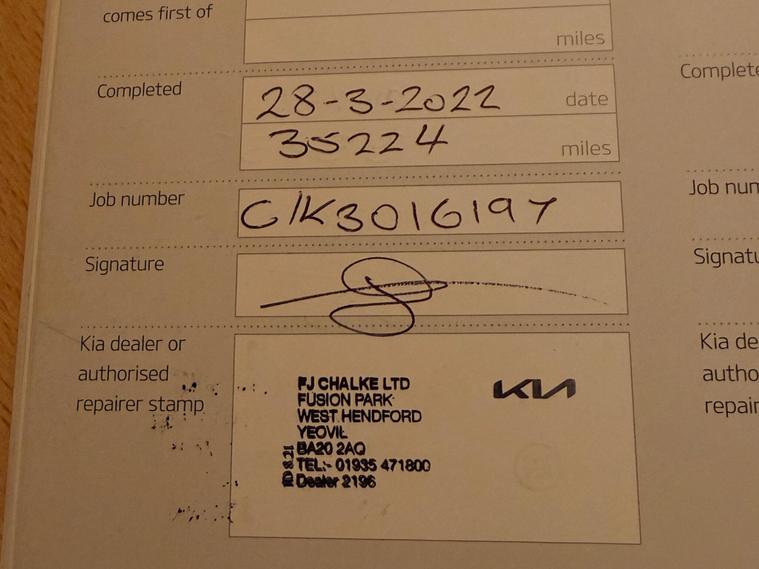 comes first of
miles
Completed
28-3-2022 date
35224 miles
Complete
Job number
C/K3016197
Job num
Signature
Signatu
Kia dealer or
authorised
repairer stamp
KIA
FJ CHALKE LTD
FUSION PARK
WEST HENDFORD
YEOVIL
BA20 2AQ
TEL:- 01935 471800
Dealer 2196
Kia de
autho
repair